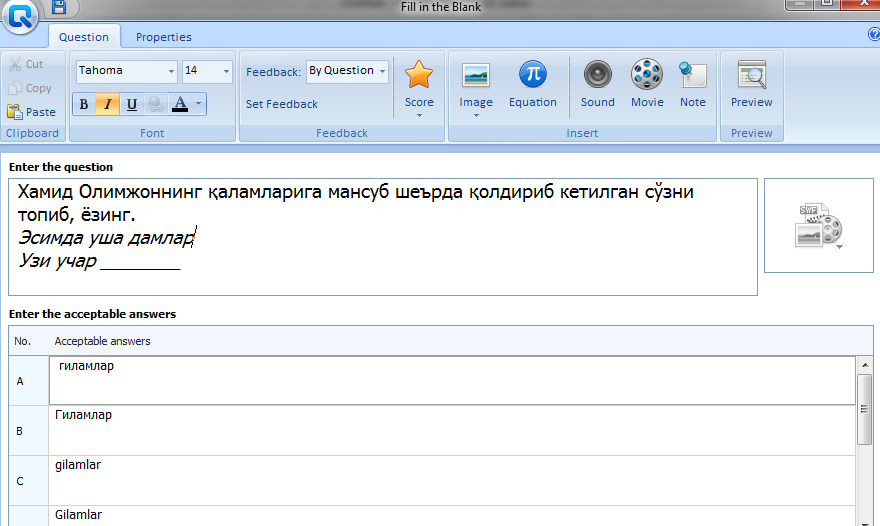 Fill in the Blank
Question Properties
Cut
Copy
Paste
Clipboard
Tahoma 14
B I U A
Font
Feedback: By Question
Set Feedback
Score
Feedback
Image Equation Sound Movie Note
Insert
Preview
Preview
Enter the question
Хамид Олимжоннинг қаламларига мансуб шеърда қолдириб кетилган сўзни
топиб, ёзинг.
Эсимда уша дамлар
Узи учар ________
SWF
Enter the acceptable answers
No. Acceptable answers
A гиламлар
B Гиламлар
C gilamlar
Gilamlar